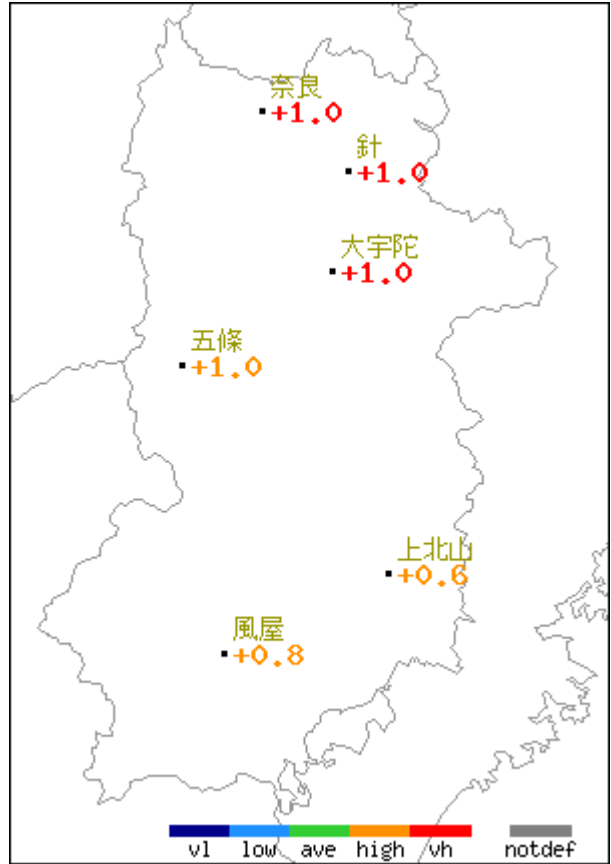 奈良
+1.0
針
+1.0
大宇陀
+1.0
五條
+1.0
上北山
+0.6
風屋
+0.8
vl low ave high vh notdef